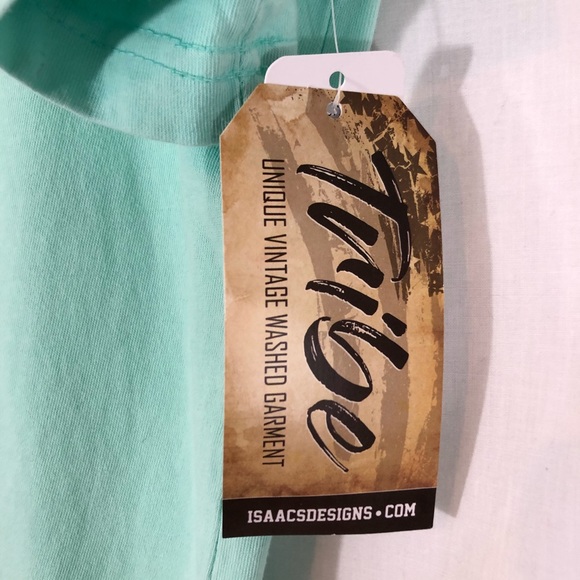 Tribe
UNIQUE VINTAGE WASHED GARMENT
ISAACSDESIGNS•COM